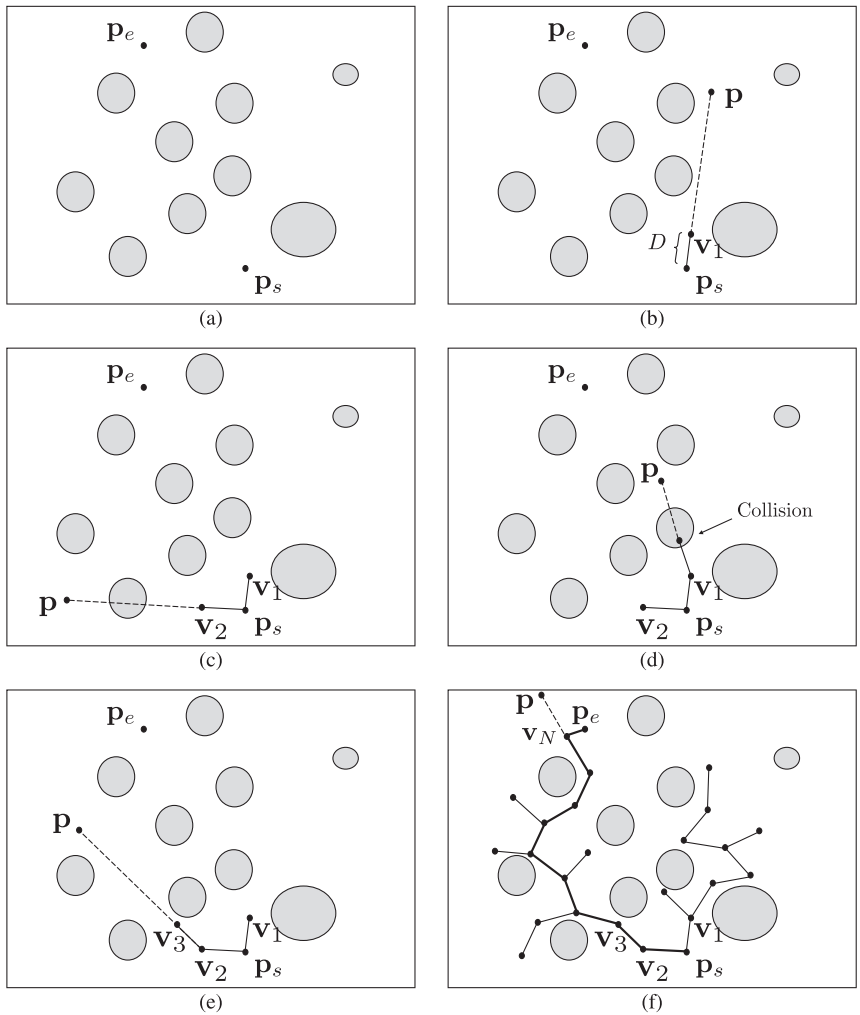 p_e
p_s
(a)
p_e
p
D
v_1
p_s
(b)
p_e
p
v_1
v_2
p_s
(c)
p_e
p
Collision
v_1
v_2
p_s
(d)
p_e
p
v_3
v_1
v_2
p_s
(e)
p
p_e
v_N
v_3
v_1
v_2
p_s
(f)